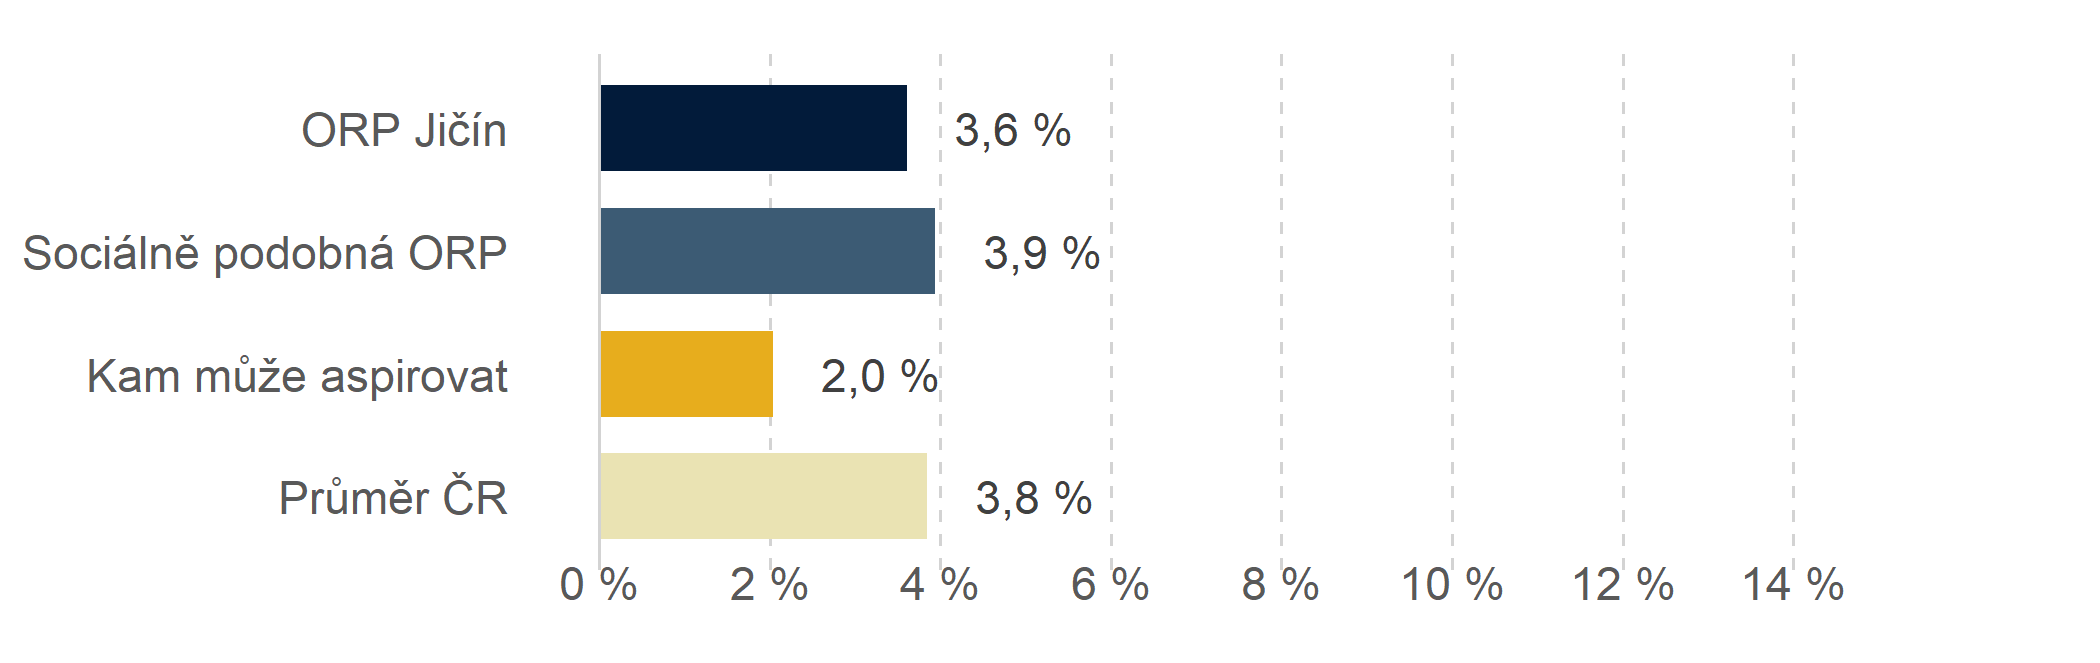 ORP Jičín
3,6 %
Sociálně podobná ORP
3,9 %
Kam může aspirovat
2,0 %
Průměr ČR
3,8 %
0 % 2 % 4 % 6 % 8 % 10 % 12 % 14 %